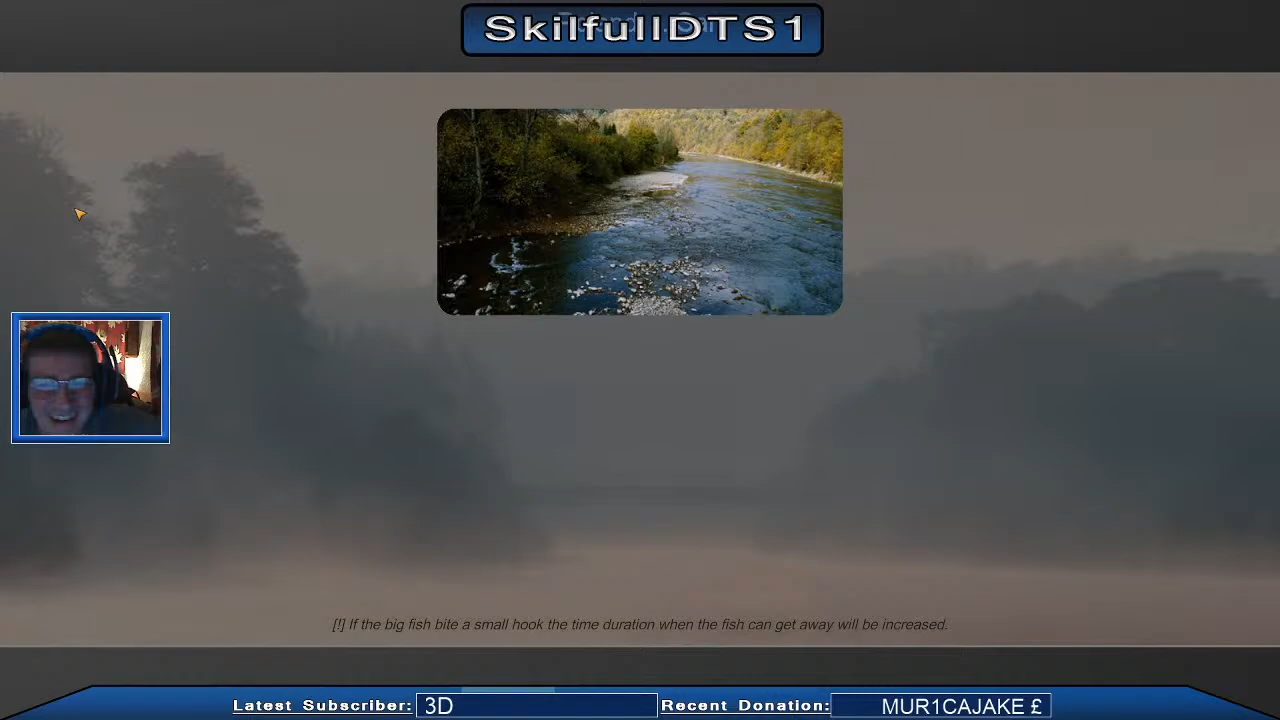 SkilfullDTS1
[!] If the big fish bite a small hook the time duration when the fish can get away will be increased.
Latest Subscriber: 3D Recent Donation: MUR1CAJAKE £